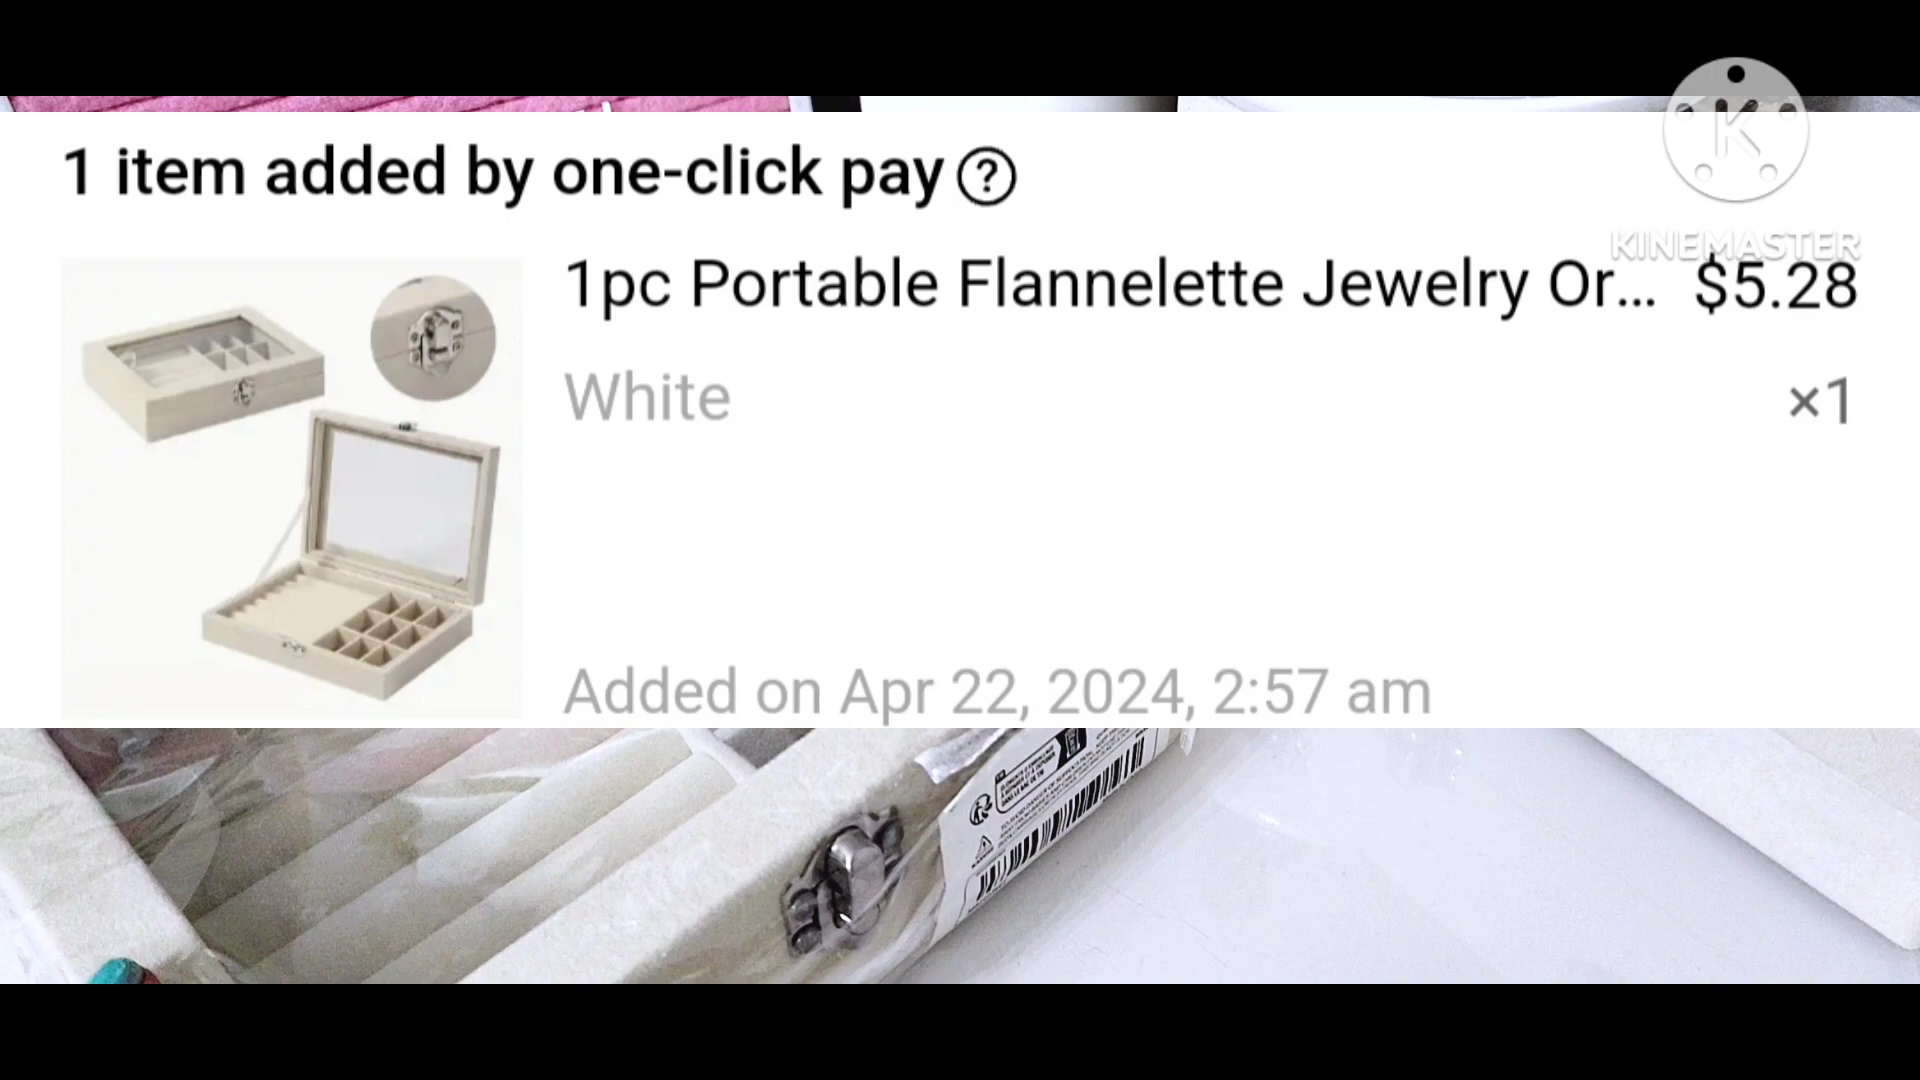 1 item added by one-click pay ?
K
KINEMASTER
1pc Portable Flannelette Jewelry Or... $5.28
White ×1
Added on Apr 22, 2024, 2:57 am